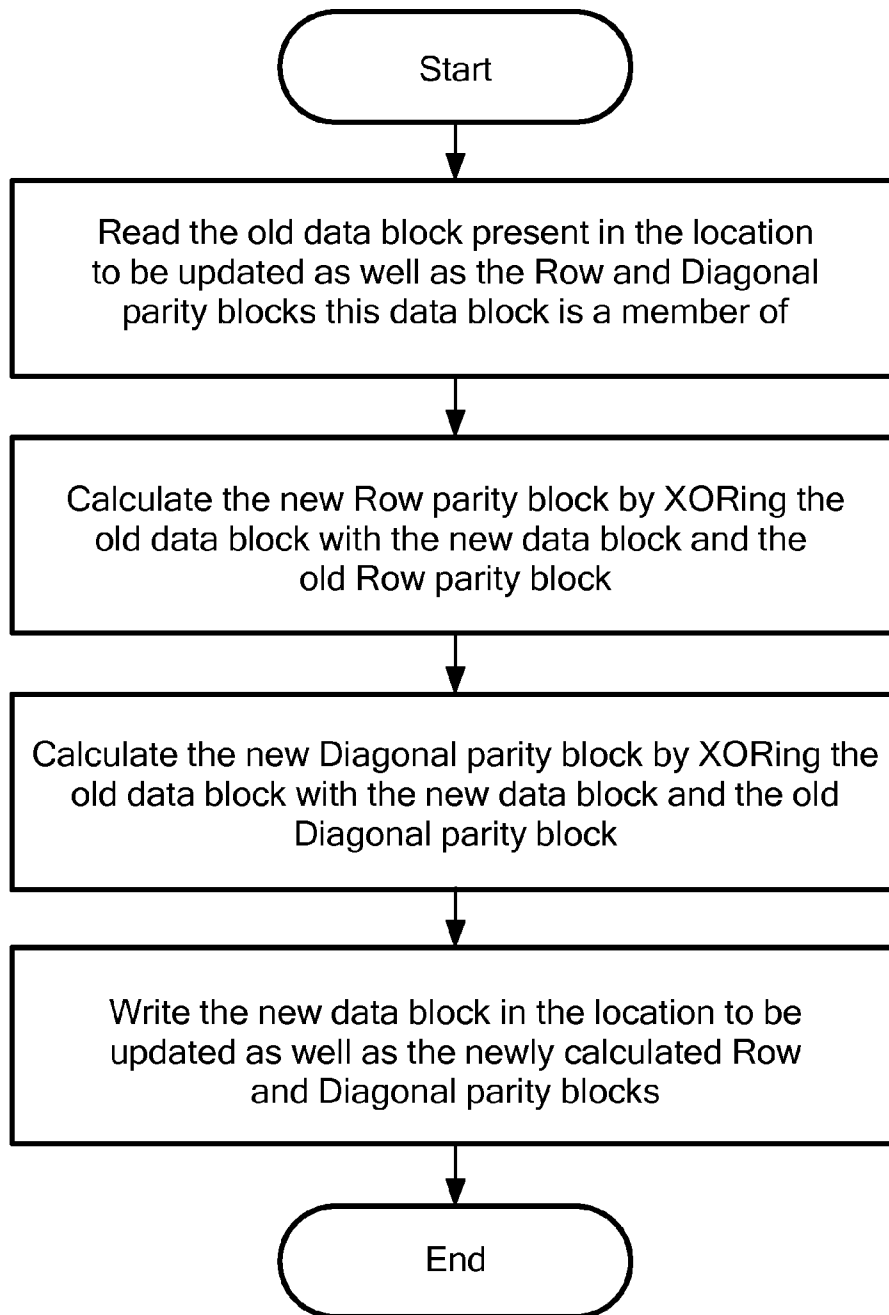 Start
Read the old data block present in the location
to be updated as well as the Row and Diagonal
parity blocks this data block is a member of
Calculate the new Row parity block by XORing the
old data block with the new data block and the
old Row parity block
Calculate the new Diagonal parity block by XORing the
old data block with the new data block and the old
Diagonal parity block
Write the new data block in the location to be
updated as well as the newly calculated Row
and Diagonal parity blocks
End